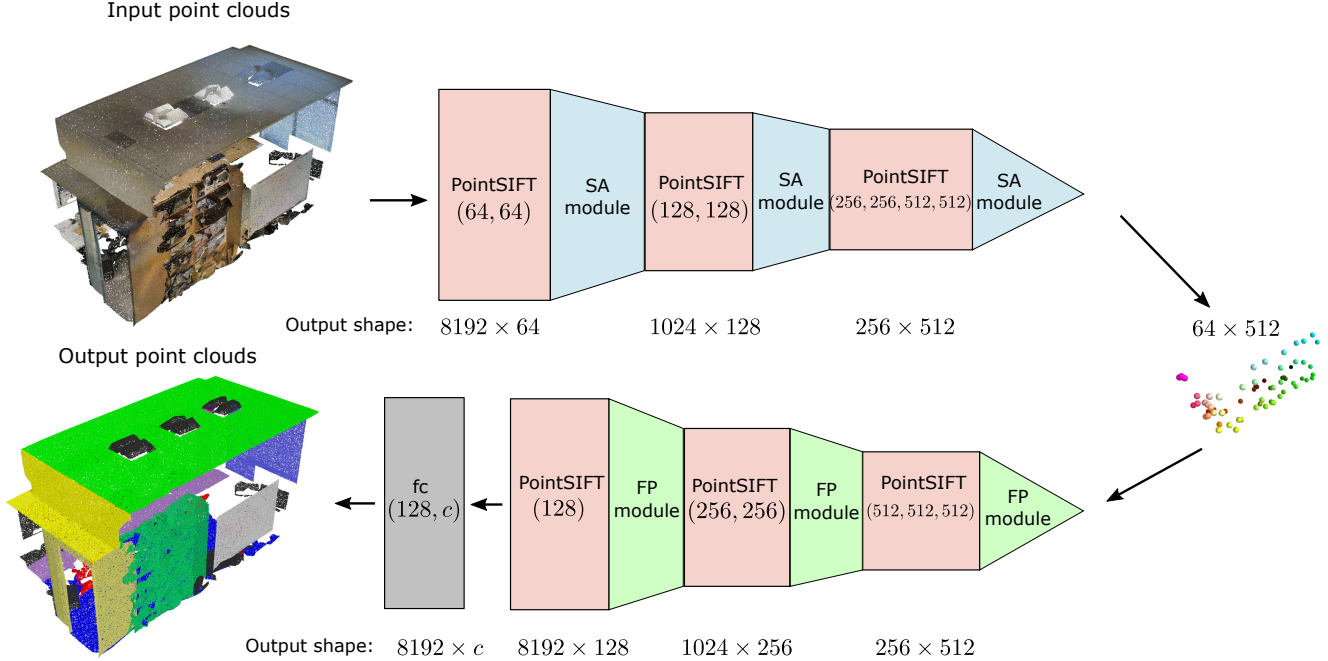 Input point clouds
PointSIFT
(64, 64)
SA
module
PointSIFT
(128, 128)
SA
module
PointSIFT
(256, 256, 512, 512)
SA
module
Output shape:
8192 × 64
1024 × 128
256 × 512
64 × 512
Output point clouds
fc
(128, c)
PointSIFT
(128)
FP
module
PointSIFT
(256, 256)
FP
module
PointSIFT
(512, 512, 512)
FP
module
Output shape:
8192 × c
8192 × 128
1024 × 256
256 × 512